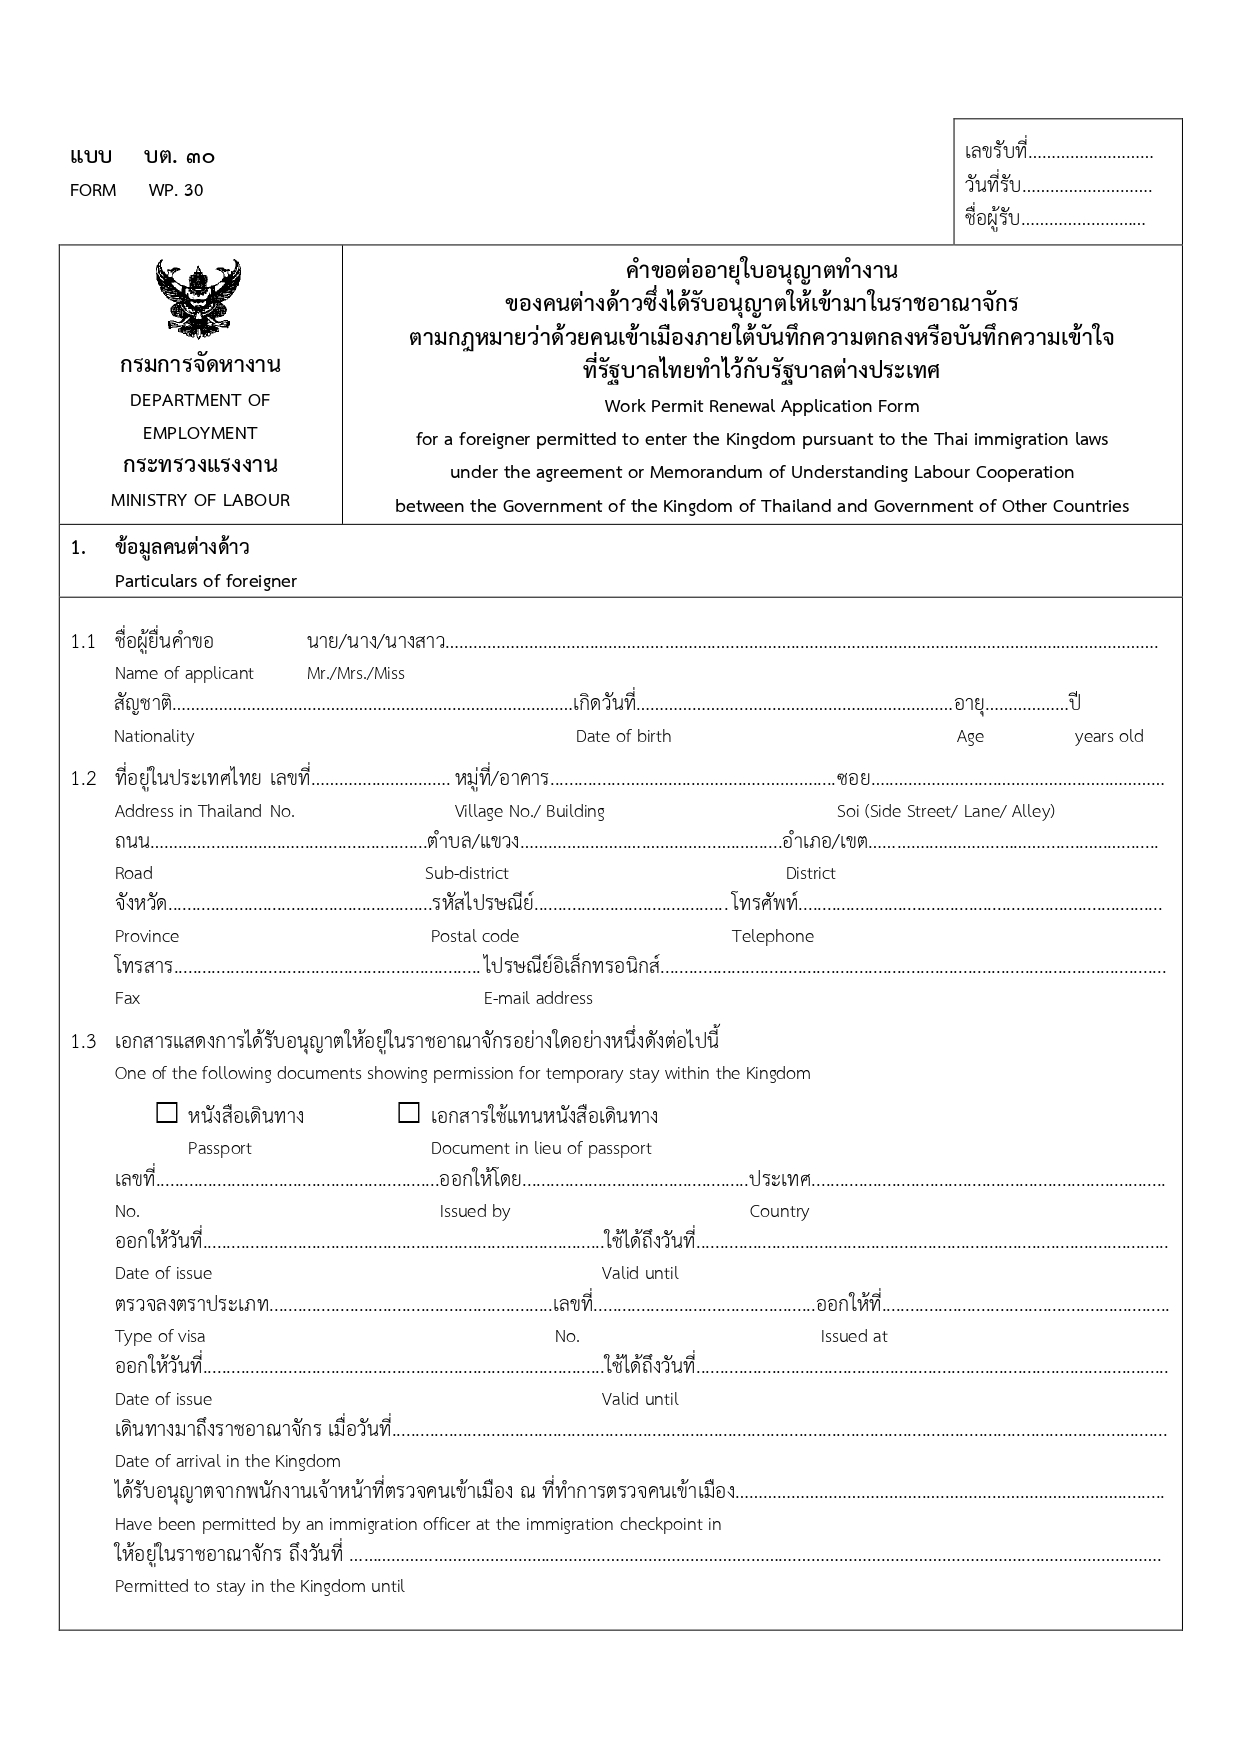 แบบ บต. ๓๐
FORM WP. 30
เลขรับที่...........................
วันที่รับ............................
ชื่อผู้รับ...........................
กรมการจัดหางาน
DEPARTMENT OF
EMPLOYMENT
กระทรวงแรงงาน
MINISTRY OF LABOUR
คำขอต่ออายุใบอนุญาตทำงาน
ของคนต่างด้าวซึ่งได้รับอนุญาตให้เข้ามาในราชอาณาจักร
ตามกฎหมายว่าด้วยคนเข้าเมืองภายใต้บันทึกความตกลงหรือบันทึกความเข้าใจ
ที่รัฐบาลไทยทำไว้กับรัฐบาลต่างประเทศ
Work Permit Renewal Application Form
for a foreigner permitted to enter the Kingdom pursuant to the Thai immigration laws
under the agreement or Memorandum of Understanding Labour Cooperation
between the Government of the Kingdom of Thailand and Government of Other Countries
1. ข้อมูลคนต่างด้าว
Particulars of foreigner
1.1 ชื่อผู้ยื่นคำขอ นาย/นาง/นางสาว..........................................................................
Name of applicant Mr./Mrs./Miss
สัญชาติ........................................เกิดวันที่........................................อายุ..................ปี
Nationality Date of birth Age years old
1.2 ที่อยู่ในประเทศไทย เลขที่.............................. หมู่ที่/อาคาร........................................ซอย........................................
Address in Thailand No. Village No./ Building Soi (Side Street/ Lane/ Alley)
ถนน........................................ตำบล/แขวง........................................อำเภอ/เขต........................................
Road Sub-district District
จังหวัด........................................รหัสไปรษณีย์........................................โทรศัพท์........................................
Province Postal code Telephone
โทรสาร........................................ไปรษณีย์อิเล็กทรอนิกส์........................................
Fax E-mail address
1.3 เอกสารแสดงการได้รับอนุญาตให้อยู่ในราชอาณาจักรอย่างใดอย่างหนึ่งดังต่อไปนี้
One of the following documents showing permission for temporary stay within the Kingdom
☐ หนังสือเดินทาง ☐ เอกสารใช้แทนหนังสือเดินทาง
Passport Document in lieu of passport
เลขที่........................................ออกให้โดย........................................ประเทศ........................................
No. Issued by Country
ออกให้วันที่........................................ใช้ได้ถึงวันที่........................................
Date of issue Valid until
ตรวจลงตราประเภท........................................เลขที่........................................ออกให้ที่........................................
Type of visa No. Issued at
ออกให้วันที่........................................ใช้ได้ถึงวันที่........................................
Date of issue Valid until
เดินทางมาถึงราชอาณาจักร เมื่อวันที่........................................
Date of arrival in the Kingdom
ได้รับอนุญาตจากพนักงานเจ้าหน้าที่ตรวจคนเข้าเมือง ณ ที่ทำการตรวจคนเข้าเมือง........................................
Have been permitted by an immigration officer at the immigration checkpoint in
ให้อยู่ในราชอาณาจักร ถึงวันที่ ........................................
Permitted to stay in the Kingdom until